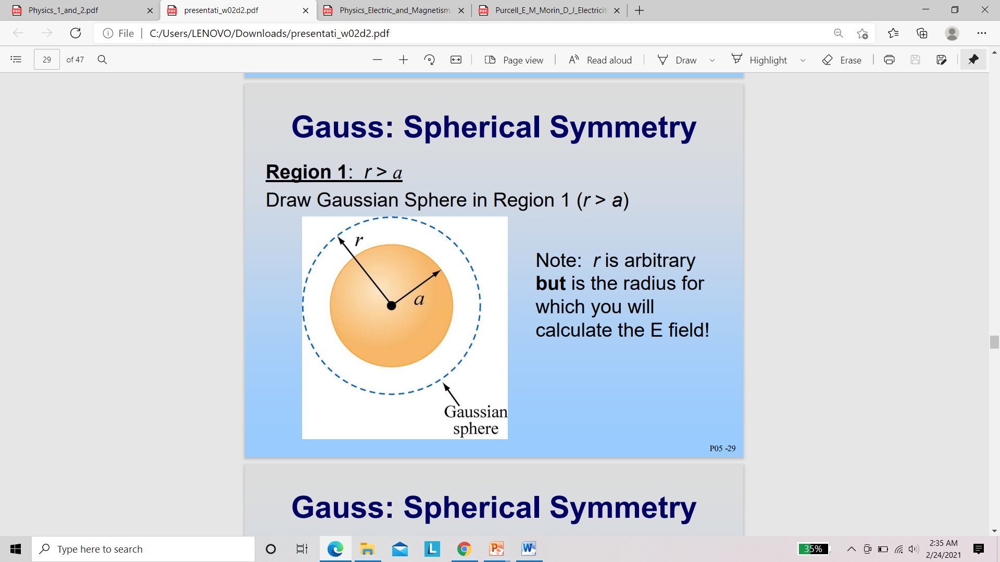 Physics_1_and_2.pdf
presentati_w02d2.pdf
Physics_Electric_and_Magnetism.
Purcell_E_M_Morin_D_J_Electricit
File
C:/Users/LENOVO/Downloads/presentati_w02d2.pdf
29 of 47
Page view
Read aloud
Draw
Highlight
Erase
Gauss: Spherical Symmetry
Region 1: r > a
Draw Gaussian Sphere in Region 1 (r > a)
r
a
Gaussian
sphere
Note: r is arbitrary
but is the radius for
which you will
calculate the E field!
P05 -29
Gauss: Spherical Symmetry
Type here to search
35%
2:35 AM
2/24/2021